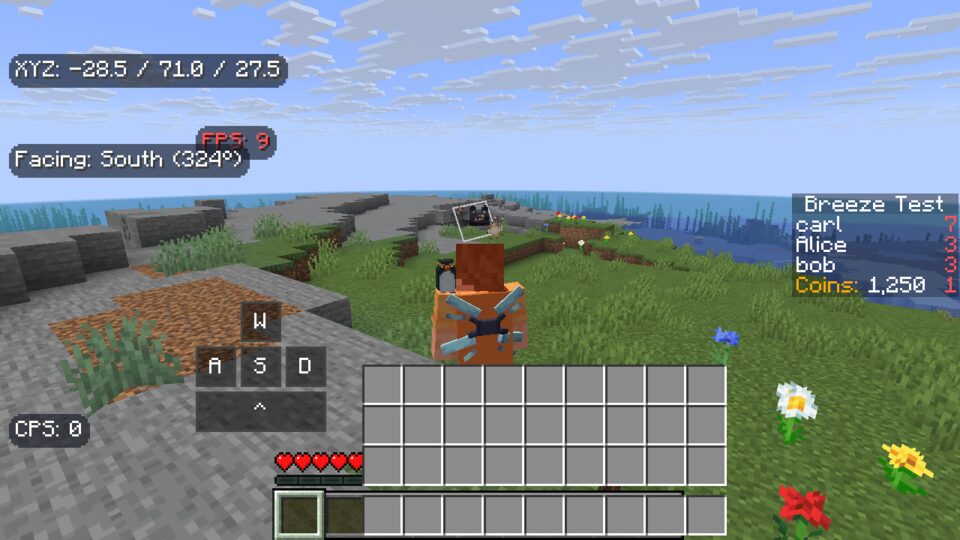 XYZ: -28.5 / 71.0 / 27.5
FPS: 9
Facing: South (324°)
Breeze Test
carl 7
Alice 3
bob 3
Coins: 1,250 1
W
A S D
^
CPS: 0